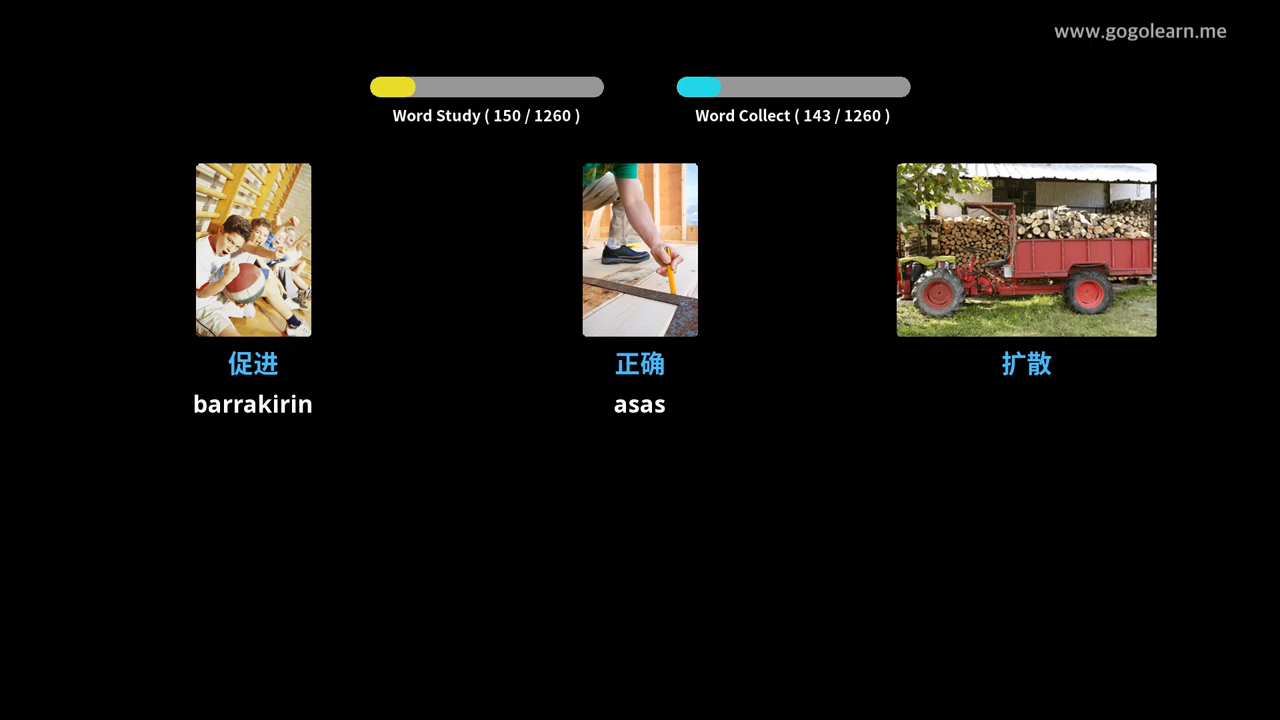 www.gogolearn.me
Word Study ( 150 / 1260 )
Word Collect ( 143 / 1260 )
促进
正确
扩散
barrakirin
asas